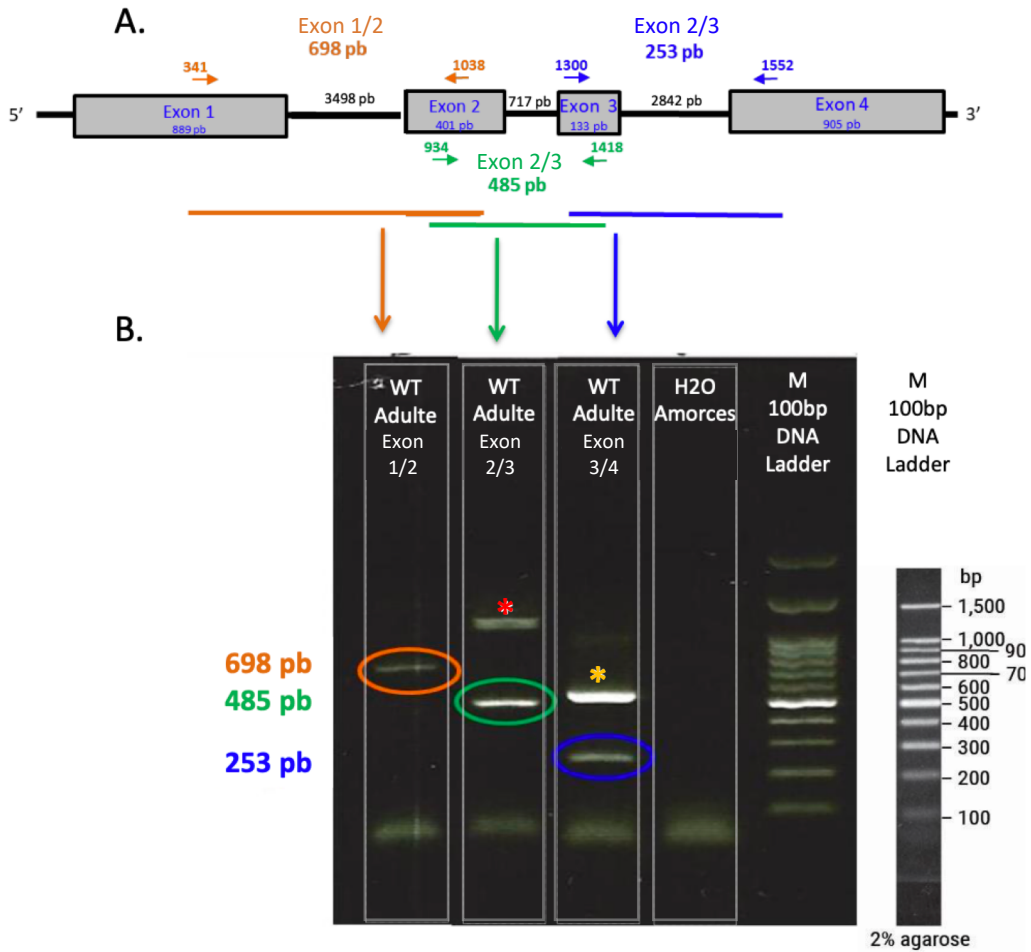 A.
Exon 1/2
698 pb
Exon 2/3
253 pb
341
1038
1300
1552
5’
Exon 1
889 pb
3498 pb
Exon 2
401 pb
717 pb
Exon 3
133 pb
2842 pb
Exon 4
905 pb
3’
934
Exon 2/3
485 pb
1418
B.
WT
Adulte
Exon
1/2
WT
Adulte
Exon
2/3
WT
Adulte
Exon
3/4
H2O
Amorces
M
100bp
DNA
Ladder
M
100bp
DNA
Ladder
*
*
698 pb
485 pb
253 pb
bp
1,500
1,000
90
800
70
600
500
400
300
200
100
2% agarose